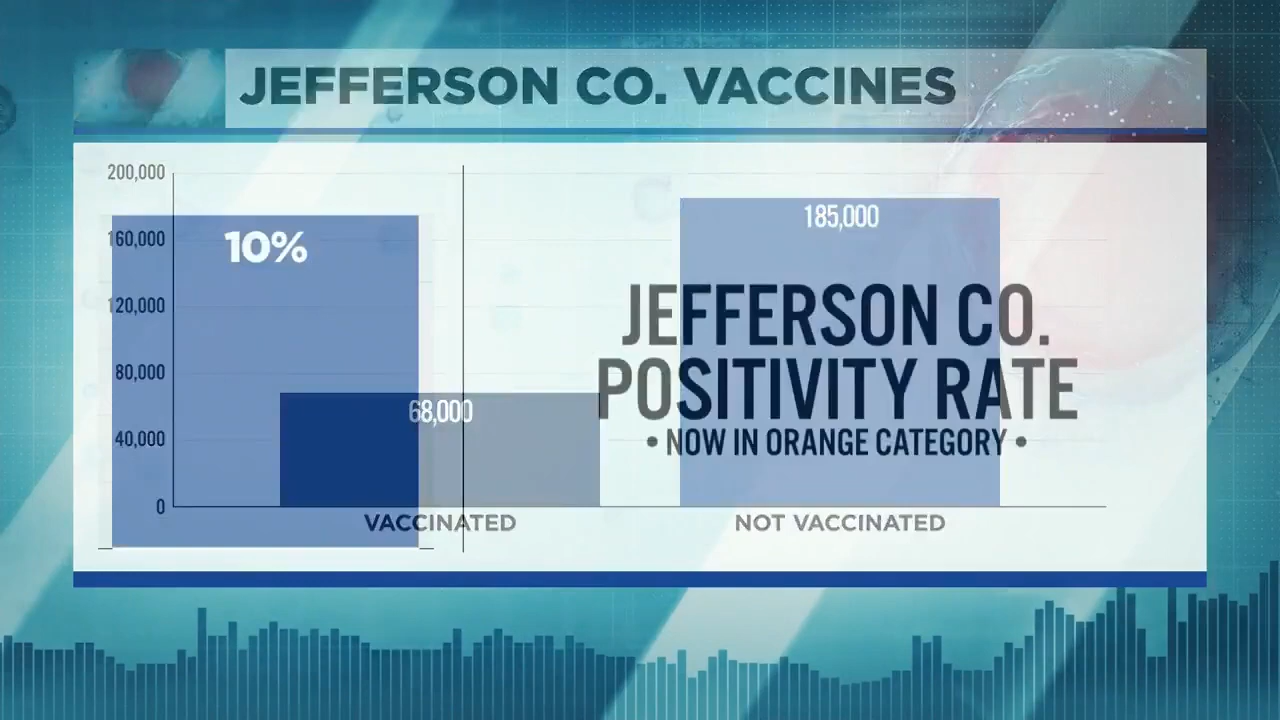 JEFFERSON CO. VACCINES
200,000
160,000
120,000
80,000
40,000
0
10%
68,000
185,000
JEFFERSON CO.
POSITIVITY RATE
• NOW IN ORANGE CATEGORY •
VACCINATED
NOT VACCINATED